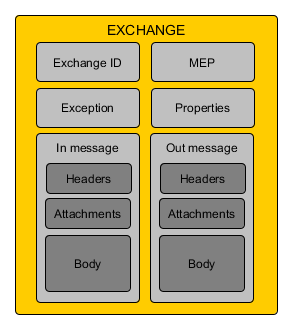 EXCHANGE
Exchange ID
MEP
Exception
Properties
In message
Headers
Attachments
Body
Out message
Headers
Attachments
Body